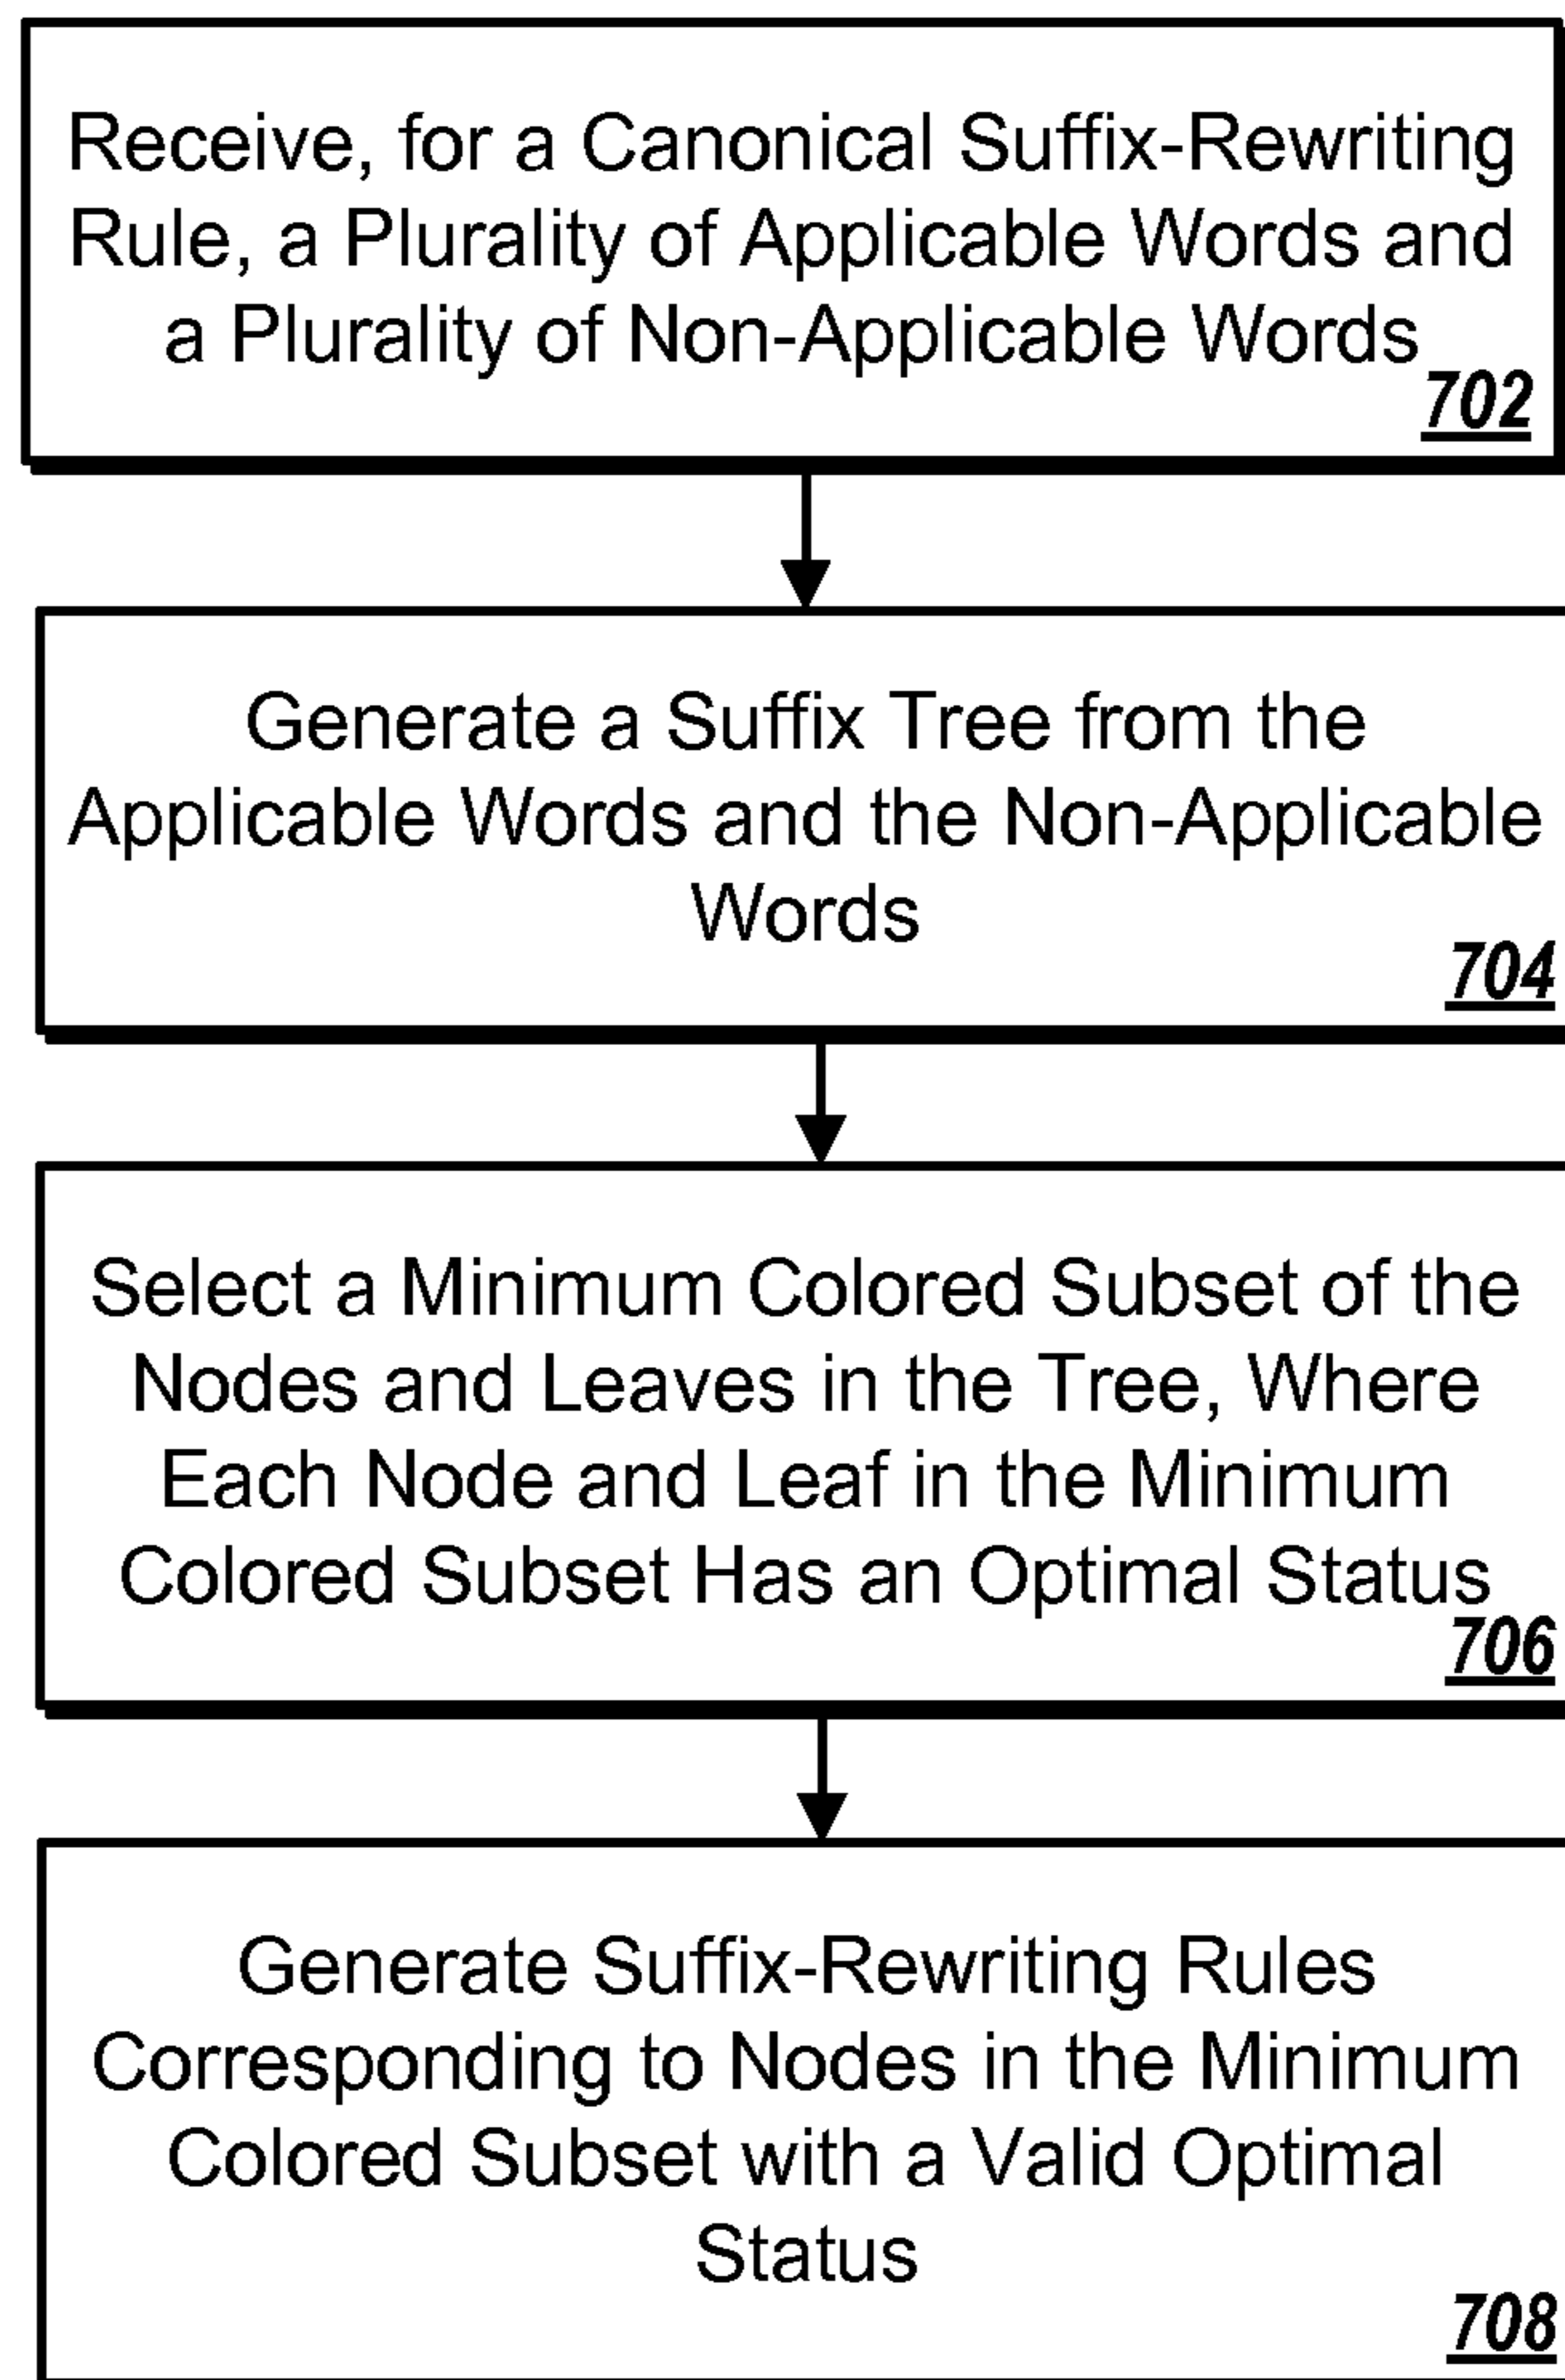 Receive, for a Canonical Suffix-Rewriting
Rule, a Plurality of Applicable Words and
a Plurality of Non-Applicable Words
702
Generate a Suffix Tree from the
Applicable Words and the Non-Applicable
Words
704
Select a Minimum Colored Subset of the
Nodes and Leaves in the Tree, Where
Each Node and Leaf in the Minimum
Colored Subset Has an Optimal Status
706
Generate Suffix-Rewriting Rules
Corresponding to Nodes in the Minimum
Colored Subset with a Valid Optimal
Status
708